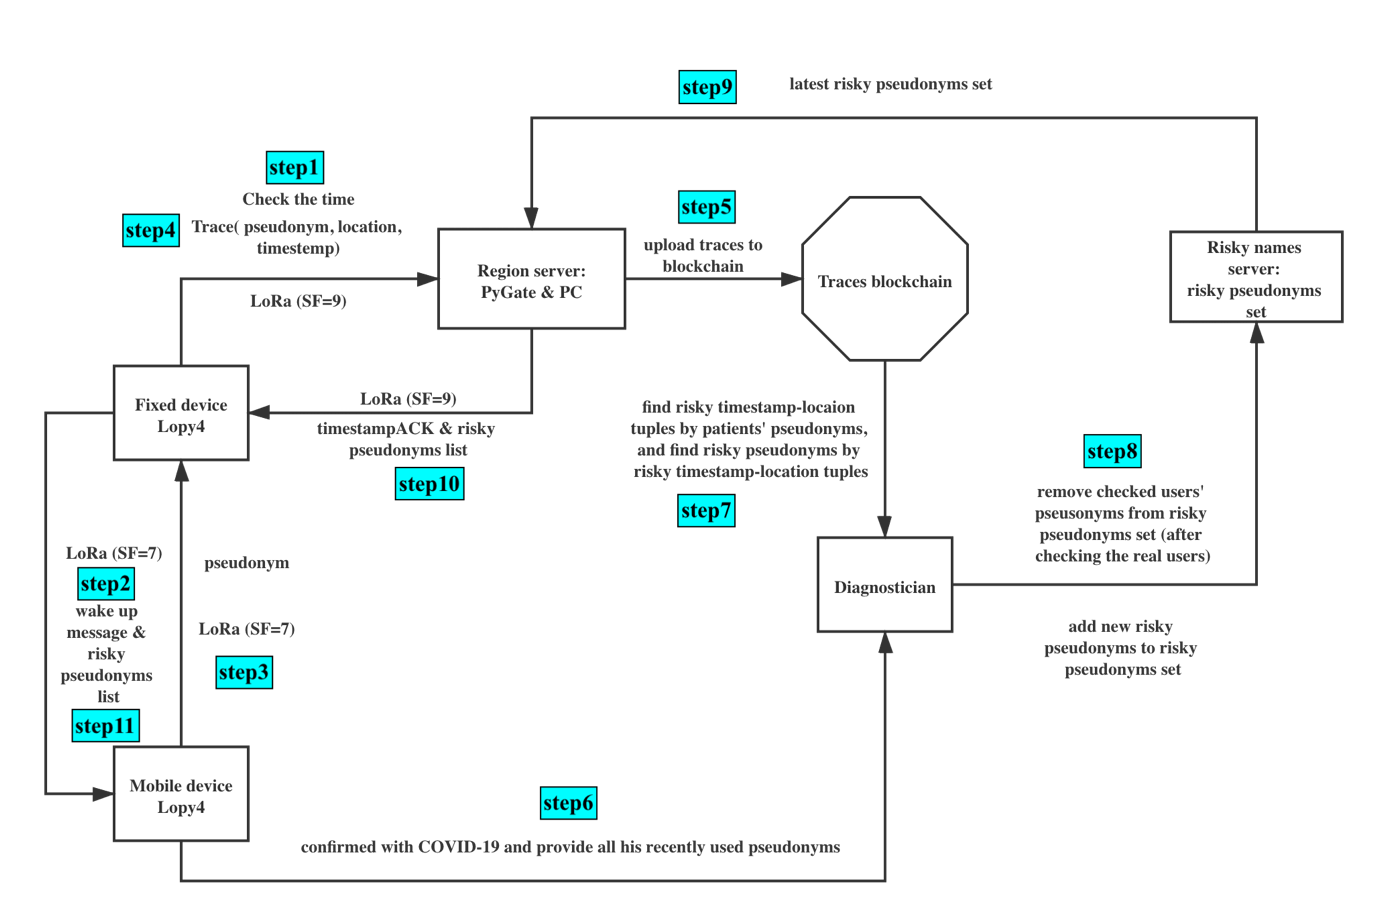 step9
latest risky pseudonyms set
step1
Check the time
step4
Trace( pseudonym, location,
timestemp)
LoRa (SF=9)
Region server:
PyGate & PC
step5
upload traces to
blockchain
Traces blockchain
Risky names
server:
risky pseudonyms
set
Fixed device
Lopy4
LoRa (SF=9)
timestampACK & risky
pseudonyms list
step10
find risky timestamp-locaion
tuples by patients' pseudonyms,
and find risky pseudonyms by
risky timestamp-location tuples
step7
step8
remove checked users'
pseusonyms from risky
pseudonyms set (after
checking the real users)
LoRa (SF=7)
step2
wake up
message &
risky
pseudonyms
list
step11
pseudonym
LoRa (SF=7)
step3
Diagnostician
add new risky
pseudonyms to risky
pseudonyms set
Mobile device
Lopy4
step6
confirmed with COVID-19 and provide all his recently used pseudonyms